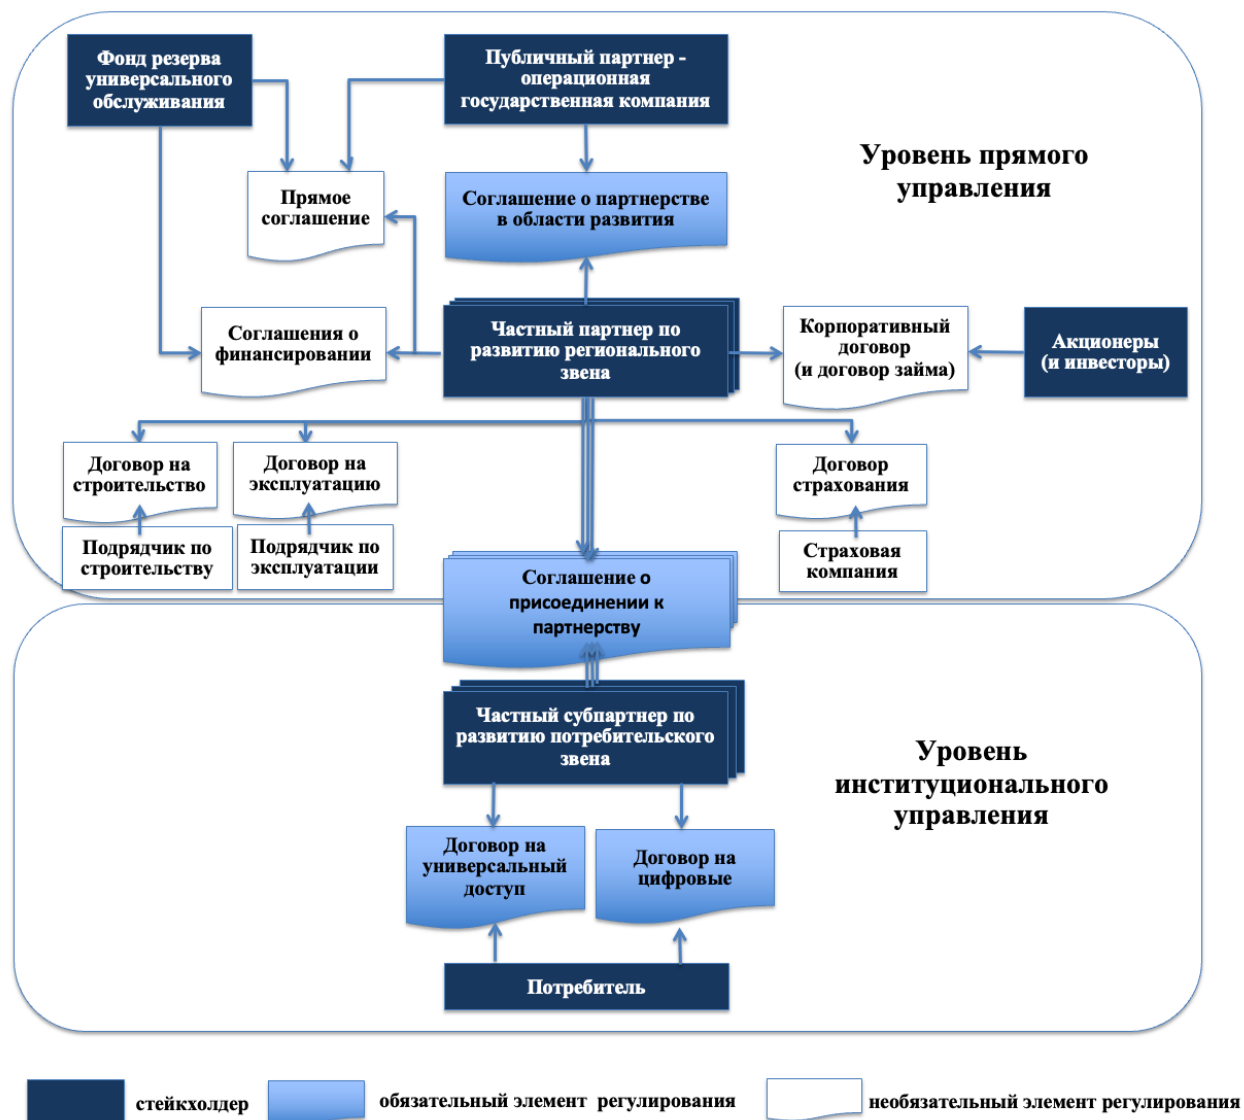 Фонд резерва
универсального
обслуживания
Публичный партнер -
операционная
государственная компания
Уровень прямого
управления
Прямое
соглашение
Соглашение о партнерстве
в области развития
Соглашения о
финансировании
Частный партнер по
развитию регионального
звена
Корпоративный
договор
(и договор займа)
Акционеры
(и инвесторы)
Договор на
строительство
Договор на
эксплуатацию
Договор
страхования
Подрядчик по
строительству
Подрядчик по
эксплуатации
Страховая
компания
Соглашение о
присоединении к
партнерству
Частный субпартнер по
развитию потребительского
звена
Уровень
институционального
управления
Договор на
универсальный
доступ
Договор на
цифровые
Потребитель
стейкхолдер
обязательный элемент регулирования
необязательный элемент регулирования